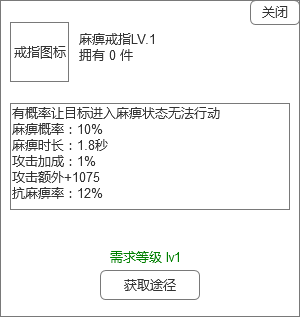 关闭
戒指图标
麻痹戒指LV.1
拥有 0 件
有概率让目标进入麻痹状态无法行动
麻痹概率：10%
麻痹时长：1.8秒
攻击加成：1%
攻击额外+1075
抗麻痹率：12%
需求等级 lv1
获取途径